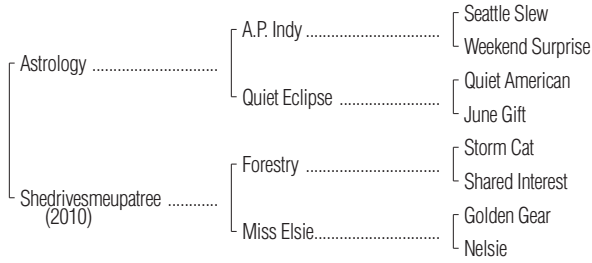 Seattle Slew
A.P. Indy ..............................
Weekend Surprise
Astrology ............................
Quiet American
Quiet Eclipse ......................
June Gift
Storm Cat
Forestry ..............................
Shared Interest
Shedrivesmeupatree ...........
(2010)
Golden Gear
Miss Elsie............................
Nelsie